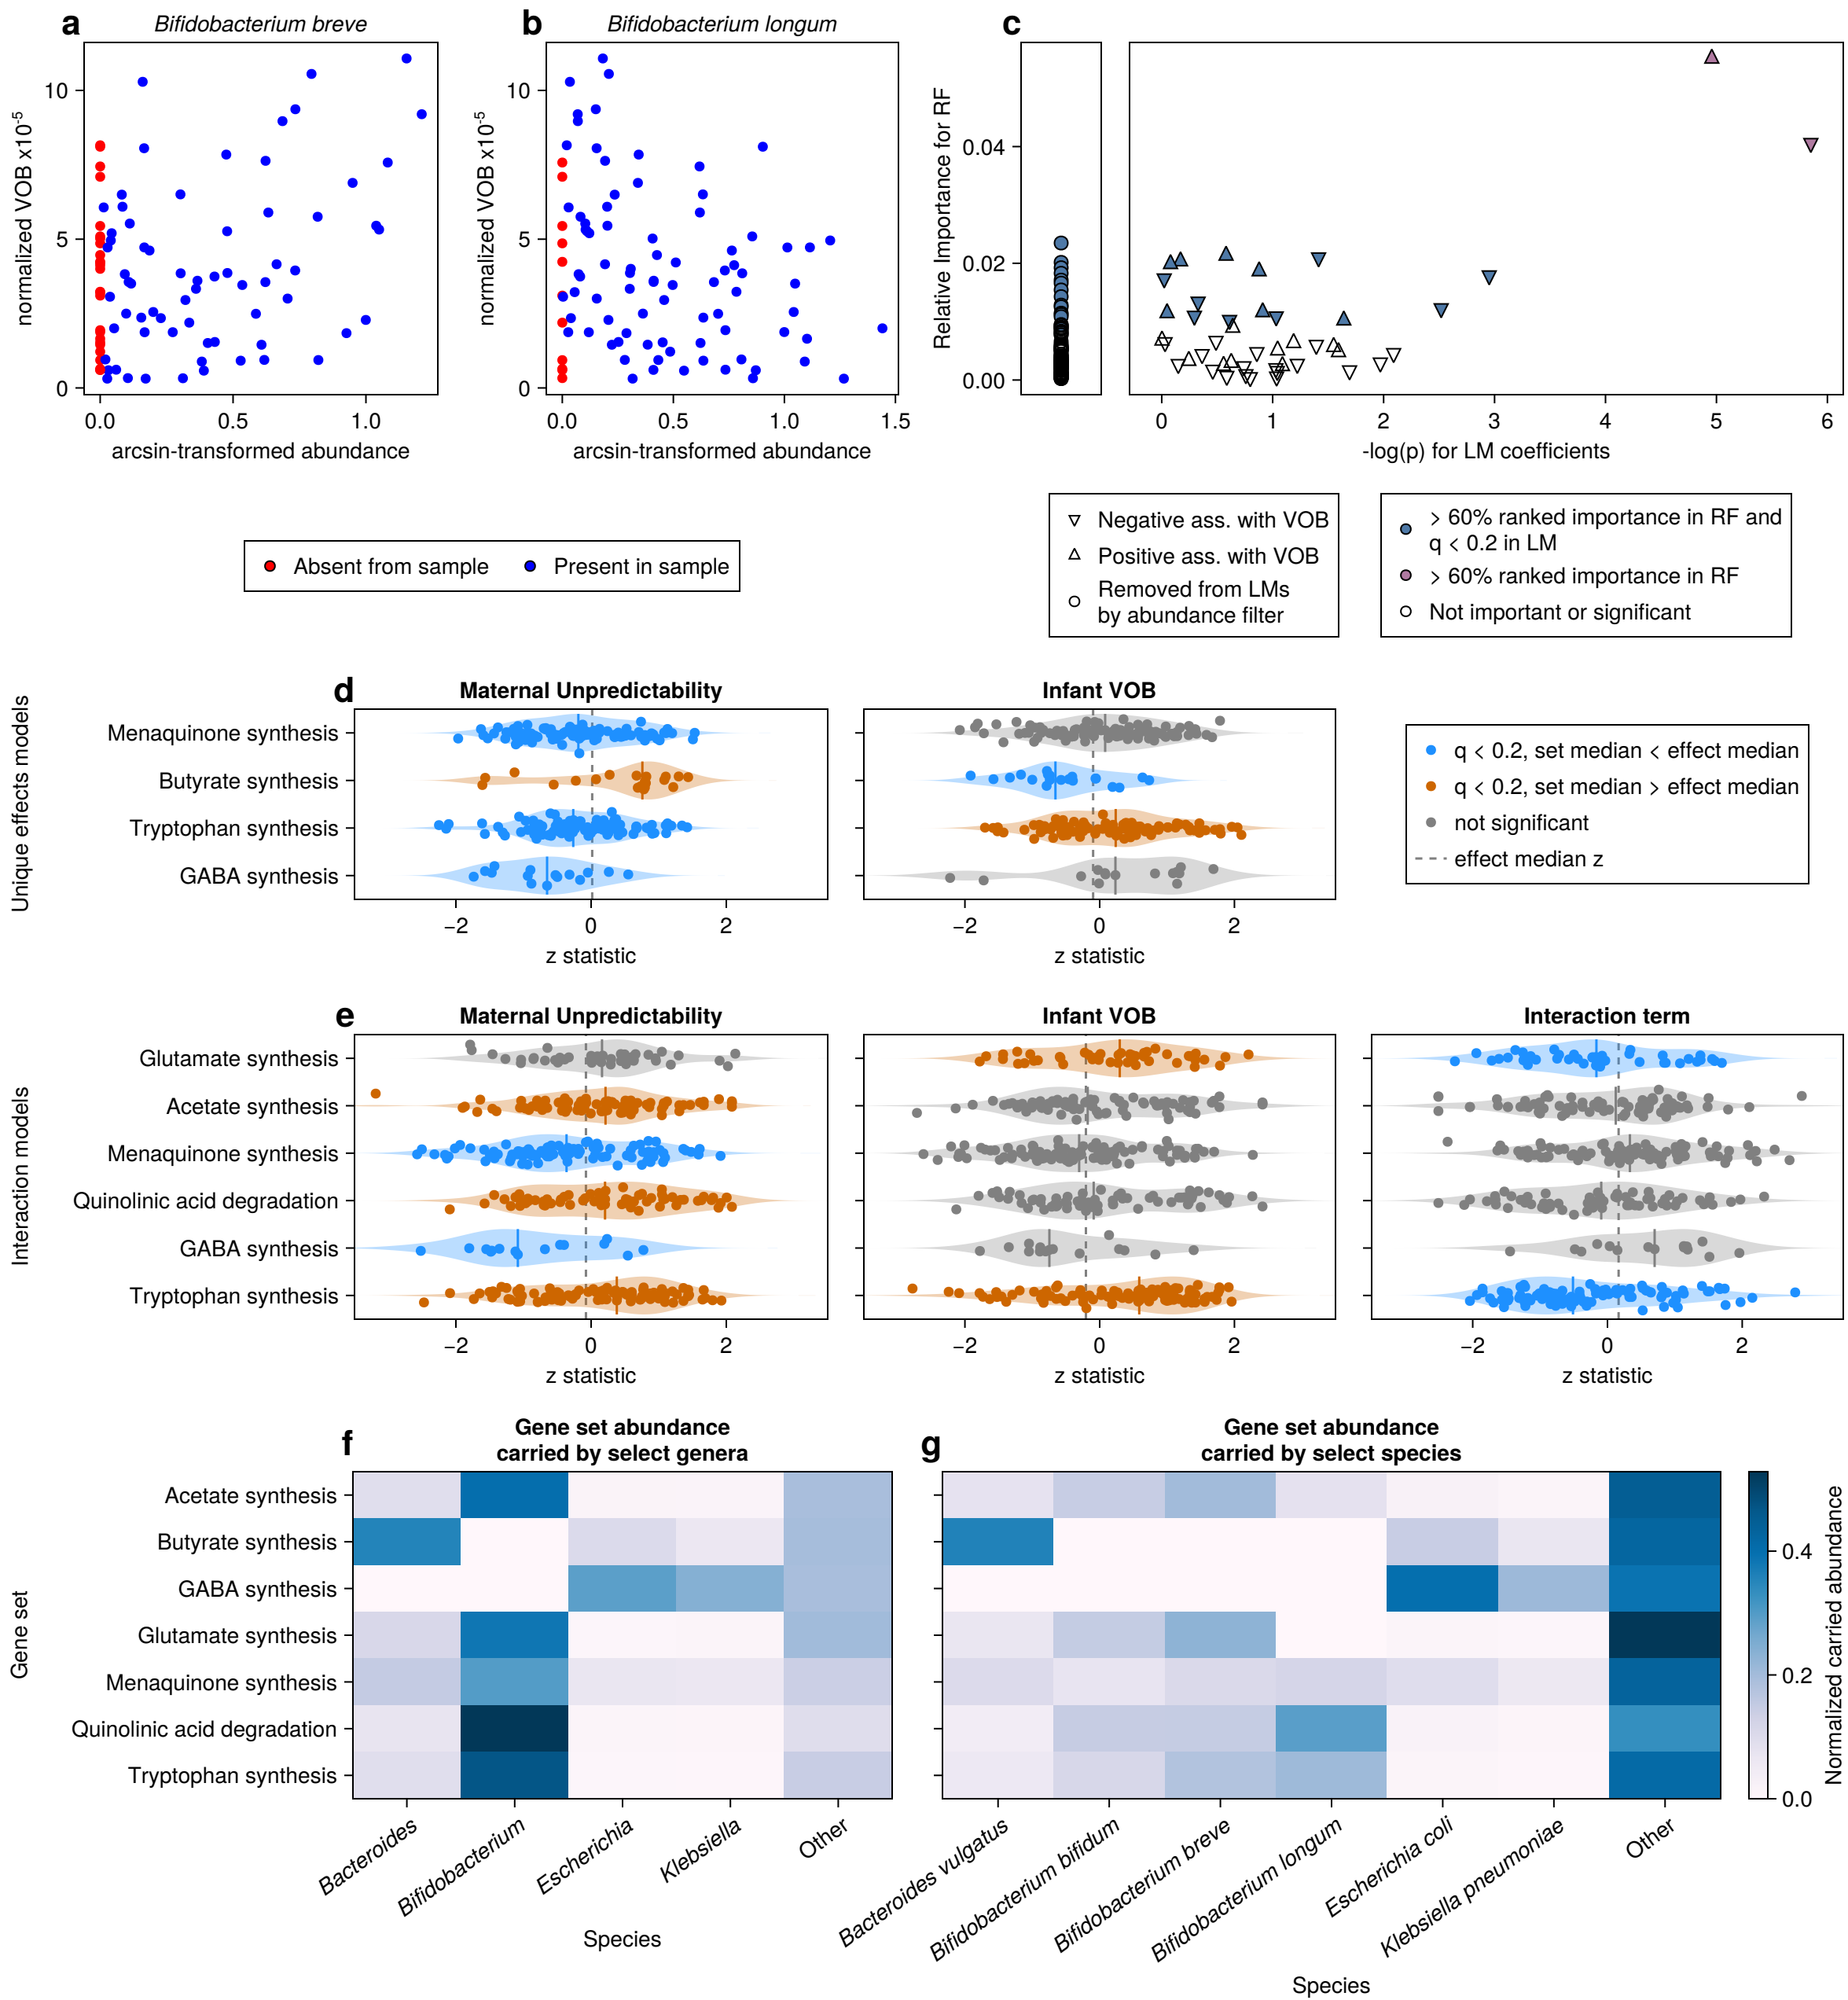 a
Bifidobacterium breve
normalized VOB x10-5
10
5
0
0.0
0.5
1.0
arcsin-transformed abundance
b
Bifidobacterium longum
normalized VOB x10-5
10
5
0
0.0
0.5
1.0
1.5
arcsin-transformed abundance
c
Relative Importance for RF
0.04
0.02
0.00
0
1
2
3
4
5
6
-log(p) for LM coefficients
Absent from sample
Present in sample
Negative ass. with VOB
Positive ass. with VOB
Removed from LMs
by abundance filter
> 60% ranked importance in RF and
q < 0.2 in LM
> 60% ranked importance in RF
Not important or significant
d
Unique effects models
Maternal Unpredictability
Infant VOB
Menaquinone synthesis
Butyrate synthesis
Tryptophan synthesis
GABA synthesis
−2
0
2
z statistic
−2
0
2
z statistic
q < 0.2, set median < effect median
q < 0.2, set median > effect median
not significant
effect median z
e
Interaction models
Maternal Unpredictability
Infant VOB
Interaction term
Glutamate synthesis
Acetate synthesis
Menaquinone synthesis
Quinolinic acid degradation
GABA synthesis
Tryptophan synthesis
−2
0
2
z statistic
−2
0
2
z statistic
−2
0
2
z statistic
f
Gene set abundance
carried by select genera
Gene set
Acetate synthesis
Butyrate synthesis
GABA synthesis
Glutamate synthesis
Menaquinone synthesis
Quinolinic acid degradation
Tryptophan synthesis
Bacteroides
Bifidobacterium
Escherichia
Klebsiella
Other
Species
g
Gene set abundance
carried by select species
Bacteroides vulgatus
Bifidobacterium bifidum
Bifidobacterium breve
Bifidobacterium longum
Escherichia coli
Klebsiella pneumoniae
Other
Species
0.4
0.2
0.0
Normalized carried abundance